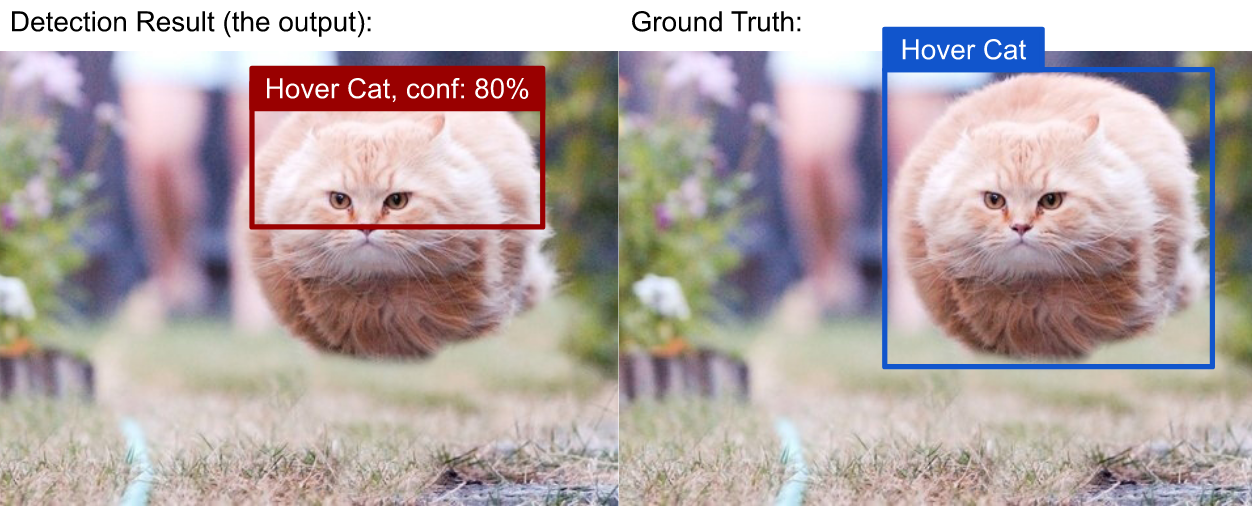 Detection Result (the output):
Ground Truth:
Hover Cat, conf: 80%
Hover Cat